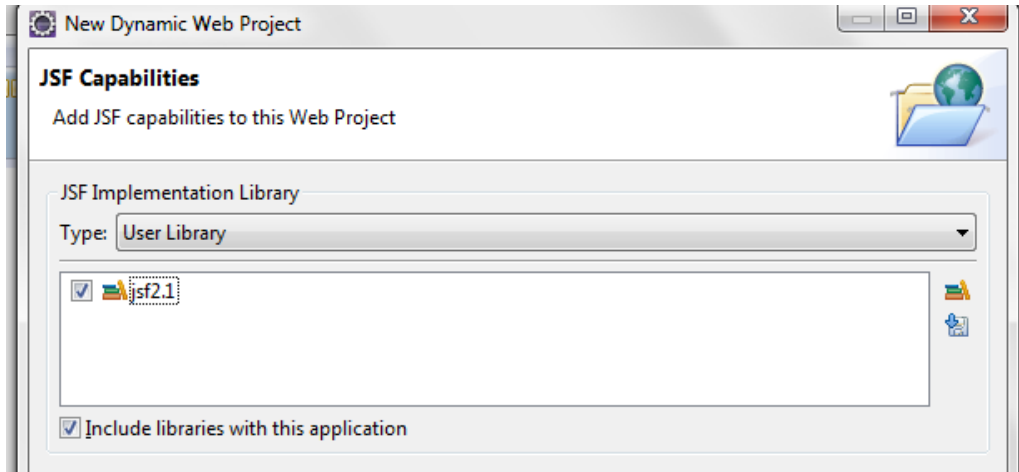 New Dynamic Web Project
JSF Capabilities
Add JSF capabilities to this Web Project
JSF Implementation Library
Type: User Library
jsf2.1
Include libraries with this application